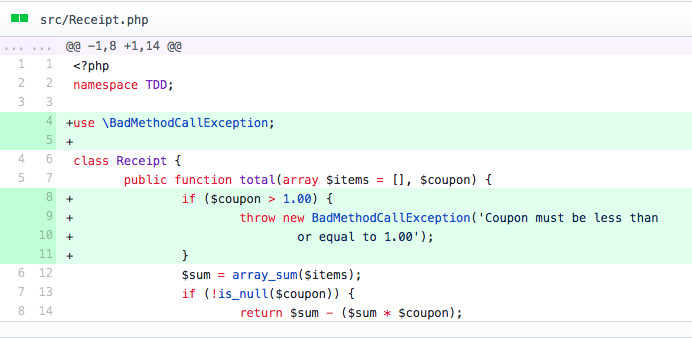 src/Receipt.php
... ... @@ -1,8 +1,14 @@
1 1 <?php
2 2 namespace TDD;
3 3
4 +use \BadMethodCallException;
5 +
4 6 class Receipt {
5 7 public function total(array $items = [], $coupon) {
8 + if ($coupon > 1.00) {
9 + throw new BadMethodCallException('Coupon must be less than
10 + or equal to 1.00');
11 + }
6 12 $sum = array_sum($items);
7 13 if (!is_null($coupon)) {
8 14 return $sum - ($sum * $coupon);